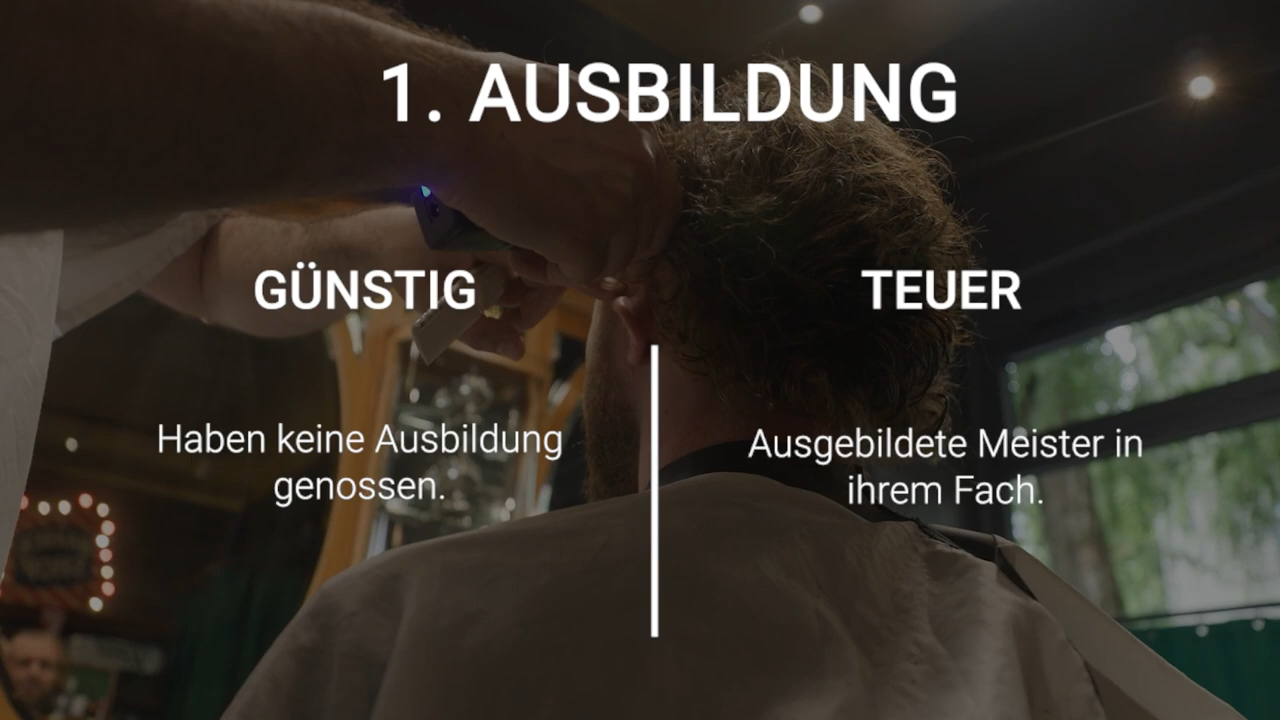 1. AUSBILDUNG
GÜNSTIG
TEUER
Haben keine Ausbildung
genossen.
Ausgebildete Meister in
ihrem Fach.